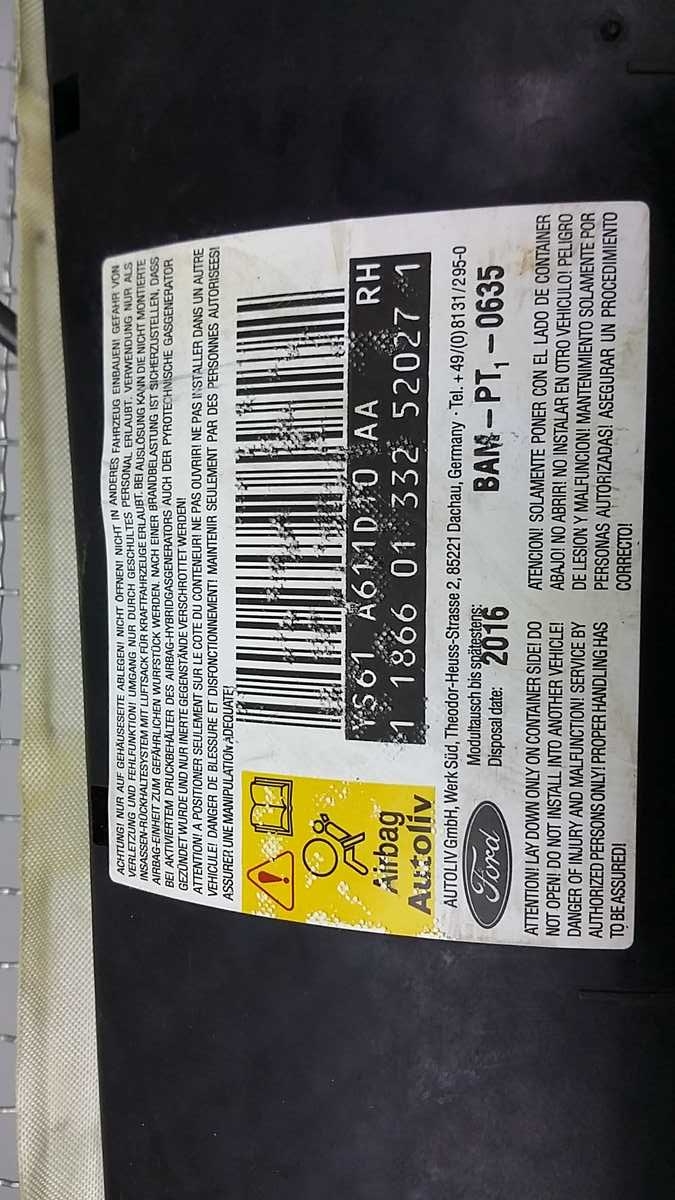 ACHTUNG! NUR AUF GEHÄUSESEITE ABLEGEN! NICHT ÖFFNEN! NICHT IN ANDERES FAHRZEUG EINBAUEN! GEFAHR VON
VERLETZUNG UND FEHLFUNKTION! UMGANG NUR DURCH GESCHULTES PERSONAL ERLAUBT. VERWENDUNG NUR ALS
INSASSEN-RÜCKHALTESYSTEM MIT LUFTSACK FÜR KRAFTFAHRZEUGE ERLAUBT. BEI AUSLÖSUNG KANN DIE NICHT MONTIERTE
AIRBAG-EINHEIT ZUM GEFÄHRLICHEN WURFSTÜCK WERDEN. NACH EINER BRANDBELASTUNG IST SICHERZUSTELLEN, DASS
BEI AKTIVIERTEM DRUCKBEHÄLTER DES AIRBAG-HYBRIDGASGENERATORS AUCH DER PYROTECHNISCHE GASGENERATOR
GEZÜNDET WURDE UND NUR INERTE GEGENSTÄNDE VERSCHROTTET WERDEN!
ATTENTION! A POSITIONER SEULEMENT SUR LE COTE DU CONTENEUR! NE PAS OUVRIR! NE PAS INSTALLER DANS UN AUTRE
VEHICULE! DANGER DE BLESSURE ET DISFONCTIONNEMENT! MAINTENIR SEULEMENT PAR DES PERSONNES AUTORISEES!
ASSURER UNE MANIPULATION ADEQUATE!
YS61 A611D10 AA RH
1 1866 01 332 52027 1
Airbag
Autoliv
AUTOLIV GmbH, Werk Süd, Theodor-Heuss-Strasse 2, 85221 Dachau, Germany · Tel. +49/(0)8131/295-0
Ford
Modultausch bis spätestens:
Disposal date: 2016
BAM – PT₁ – 0635
ATTENTION! LAY DOWN ONLY ON CONTAINER SIDE! DO
NOT OPEN! DO NOT INSTALL INTO ANOTHER VEHICLE!
DANGER OF INJURY AND MALFUNCTION! SERVICE BY
AUTHORIZED PERSONS ONLY! PROPER HANDLING HAS
TO BE ASSURED!
ATENCION! SOLAMENTE PONER CON EL LADO DE CONTAINER
ABAJO! NO ABRIR! NO INSTALAR EN OTRO VEHICULO! PELIGRO
DE LESION Y MALFUNCION! MANTENIMIENTO SOLAMENTE POR
PERSONAS AUTORIZADAS! ASEGURAR UN PROCEDIMIENTO
CORRECTO!